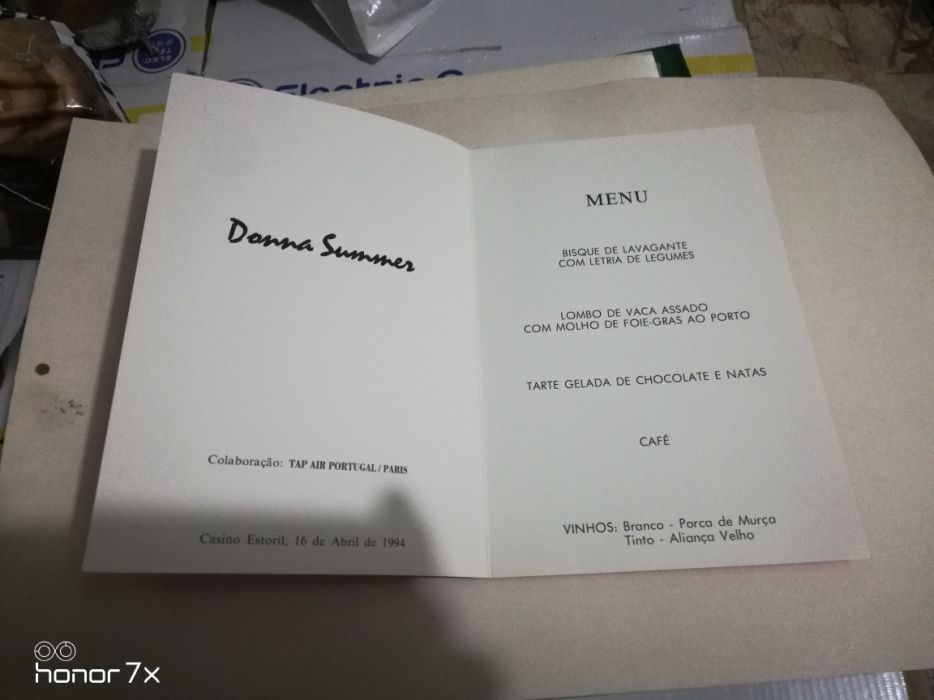 Donna Summer
Colaboração: TAP AIR PORTUGAL / PARIS
Casino Estoril, 16 de Abril de 1994
MENU
BISQUE DE LAVAGANTE
COM LETRIA DE LEGUMES
LOMBO DE VACA ASSADO
COM MOLHO DE FOIE-GRAS AO PORTO
TARTE GELADA DE CHOCOLATE E NATAS
CAFÉ
VINHOS: Branco - Porca de Murça
Tinto - Aliança Velho
honor 7x